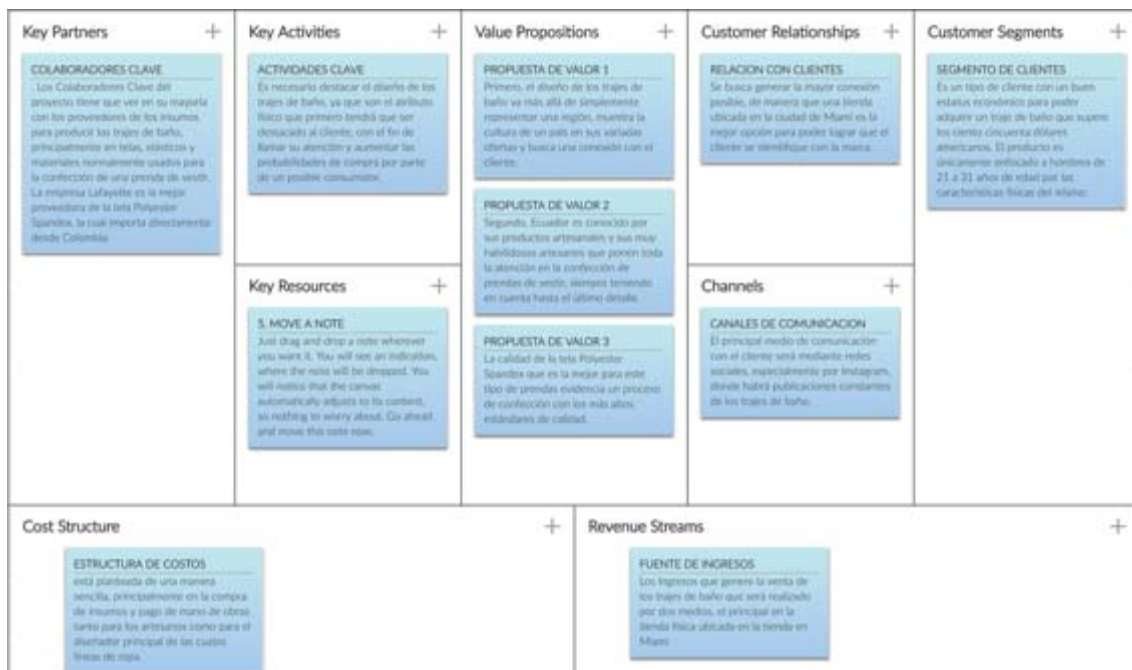 Key Partners
COLABORADORES CLAVE
. Los Colaboradores Clave del
proyecto tiene que ver en su mayoría
con los proveedores de los insumos
para producir los trajes de baño,
principalmente en telas, elásticos y
materiales normalmente usados para
la confección de una prenda de vestir.
La empresa Lafayette es la mejor
proveedora de la tela Polyester
Spandex, la cual importa directamente
desde Colombia
Key Activities
ACTIVIDADES CLAVE
Es necesario destacar el diseño de los
trajes de baño, ya que son el atributo
físico que primero tendrá que ser
destacado al cliente, con el fin de
llamar su atención y aumentar las
probabilidades de compra por parte
de un posible consumidor.
Key Resources
5. MOVE A NOTE
Just drag and drop a note wherever
you want it. You will see an indication,
where the note will be dropped. You
will notice that the canvas
automatically adjusts to its content,
so nothing to worry about. Go ahead
and move this note now.
Value Propositions
PROPUESTA DE VALOR 1
Primero, el diseño de los trajes de
baño va más allá de simplemente
representar una región, muestra la
cultura de un país en sus variadas
ofertas y busca una conexión con el
cliente.
PROPUESTA DE VALOR 2
Segundo, Ecuador es conocido por
sus productos artesanales y sus muy
habilidosos artesanos que ponen toda
la atención en la confección de
prendas de vestir, siempre teniendo
en cuenta hasta el último detalle.
PROPUESTA DE VALOR 3
La calidad de la tela Polyester
Spandex que es la mejor para este
tipo de prendas evidencia un proceso
de confección con los más altos
estándares de calidad.
Customer Relationships
RELACION CON CLIENTES
Se busca generar la mayor conexión
posible, de manera que una tienda
ubicada en la ciudad de Miami es la
mejor opción para poder lograr que el
cliente se identifique con la marca.
Channels
CANALES DE COMUNICACION
El principal medio de comunicación
con el cliente será mediante redes
sociales, especialmente por Instagram,
donde habrá publicaciones constantes
de los trajes de baño.
Customer Segments
SEGMENTO DE CLIENTES
Es un tipo de cliente con un buen
estatus económico para poder
adquirir un traje de baño que supere
los ciento cincuenta dólares
americanos. El producto es
únicamente enfocado a hombres de
21 a 31 años de edad por las
características físicas del mismo.
Cost Structure
ESTRUCTURA DE COSTOS
está planteada de una manera
sencilla, principalmente en la compra
de insumos y pago de mano de obra;
tanto para los artesanos como para el
diseñador principal de las cuatro
líneas de ropa.
Revenue Streams
FUENTE DE INGRESOS
Los Ingresos que genere la venta de
los trajes de baño que será realizado
por dos medios, el principal en la
tienda física ubicada en la tienda en
Miami